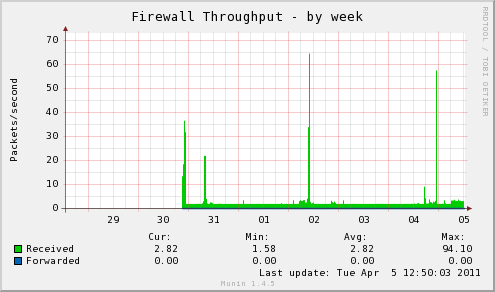 Firewall Throughput - by week
RRDTOOL / TOBI OETIKER
Packets/second
70
60
50
40
30
20
10
0
29 30 31 01 02 03 04 05
Cur: Min: Avg: Max:
Received 2.82 1.58 2.82 94.10
Forwarded 0.00 0.00 0.00 0.00
Last update: Tue Apr  5 12:50:03 2011
Munin 1.4.5